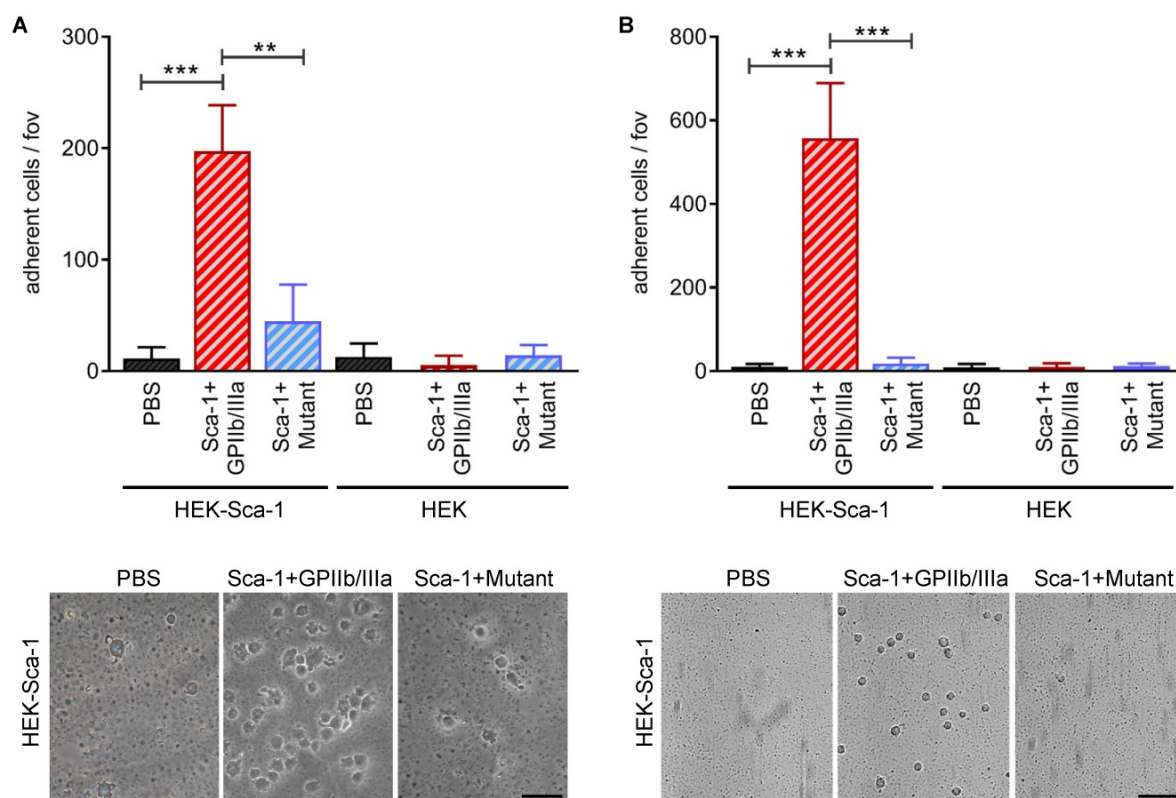 A
300
200
100
0
adherent cells / fov
***
**
PBS
Sca-1+
GPIIb/IIIa
Sca-1+
Mutant
PBS
Sca-1+
GPIIb/IIIa
Sca-1+
Mutant
HEK-Sca-1
HEK
PBS
Sca-1+GPIIb/IIIa
Sca-1+Mutant
HEK-Sca-1
B
800
600
400
200
0
adherent cells / fov
***
***
PBS
Sca-1+
GPIIb/IIIa
Sca-1+
Mutant
PBS
Sca-1+
GPIIb/IIIa
Sca-1+
Mutant
HEK-Sca-1
HEK
PBS
Sca-1+GPIIb/IIIa
Sca-1+Mutant
HEK-Sca-1